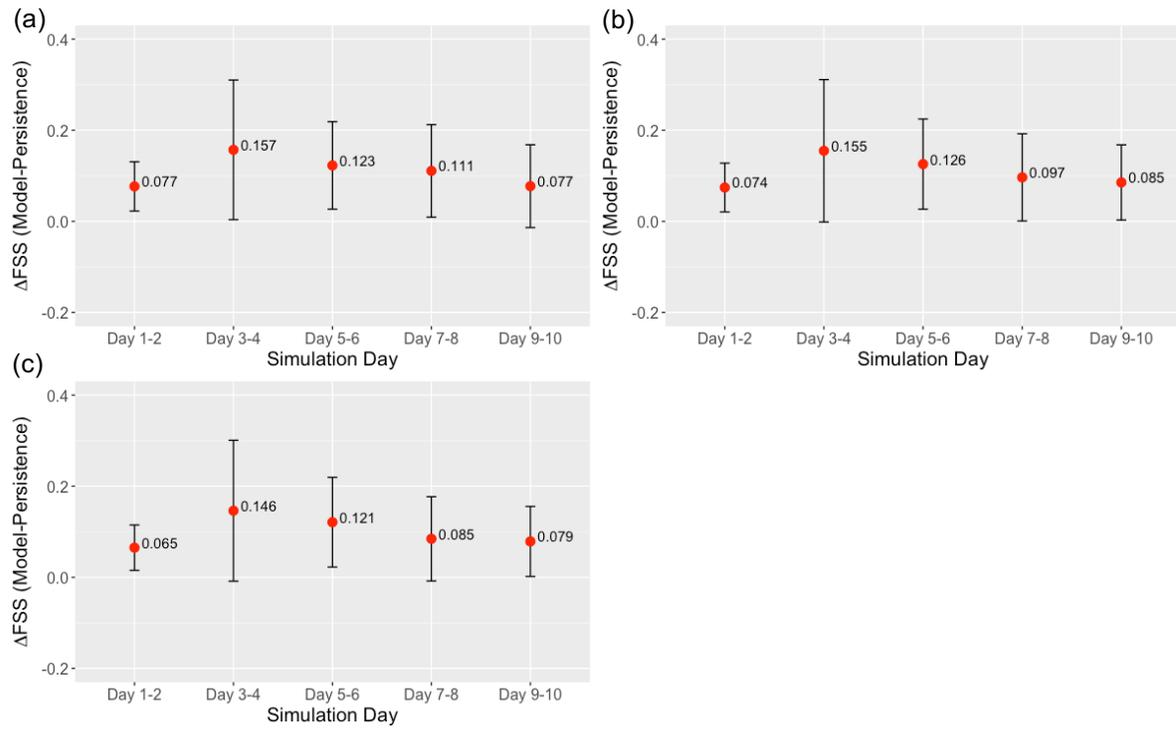 (a)
ΔFSS (Model-Persistence)
0.4
0.2
0.0
-0.2
0.077
0.157
0.123
0.111
0.077
Day 1-2 Day 3-4 Day 5-6 Day 7-8 Day 9-10
Simulation Day
(b)
ΔFSS (Model-Persistence)
0.4
0.2
0.0
-0.2
0.074
0.155
0.126
0.097
0.085
Day 1-2 Day 3-4 Day 5-6 Day 7-8 Day 9-10
Simulation Day
(c)
ΔFSS (Model-Persistence)
0.4
0.2
0.0
-0.2
0.065
0.146
0.121
0.085
0.079
Day 1-2 Day 3-4 Day 5-6 Day 7-8 Day 9-10
Simulation Day